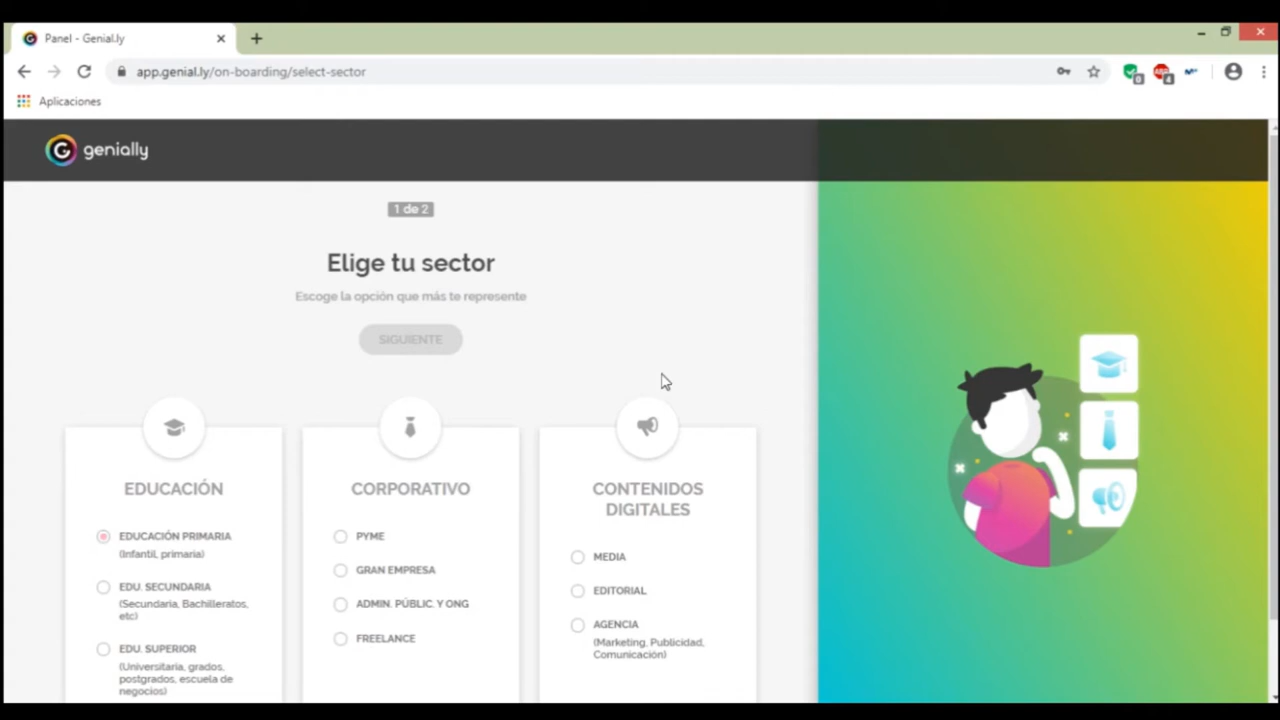 Panel - Genial.ly
app.genial.ly/on-boarding/select-sector
Aplicaciones
genially
1 de 2
Elige tu sector
Escoge la opción que más te represente
SIGUIENTE
EDUCACIÓN
EDUCACIÓN PRIMARIA
(Infantil, primaria)
EDU. SECUNDARIA
(Secundaria, Bachilleratos,
etc)
EDU. SUPERIOR
(Universitaria, grados,
postgrados, escuela de
negocios)
CORPORATIVO
PYME
GRAN EMPRESA
ADMIN. PÚBLIC. Y ONG
FREELANCE
CONTENIDOS
DIGITALES
MEDIA
EDITORIAL
AGENCIA
(Marketing, Publicidad,
Comunicación)